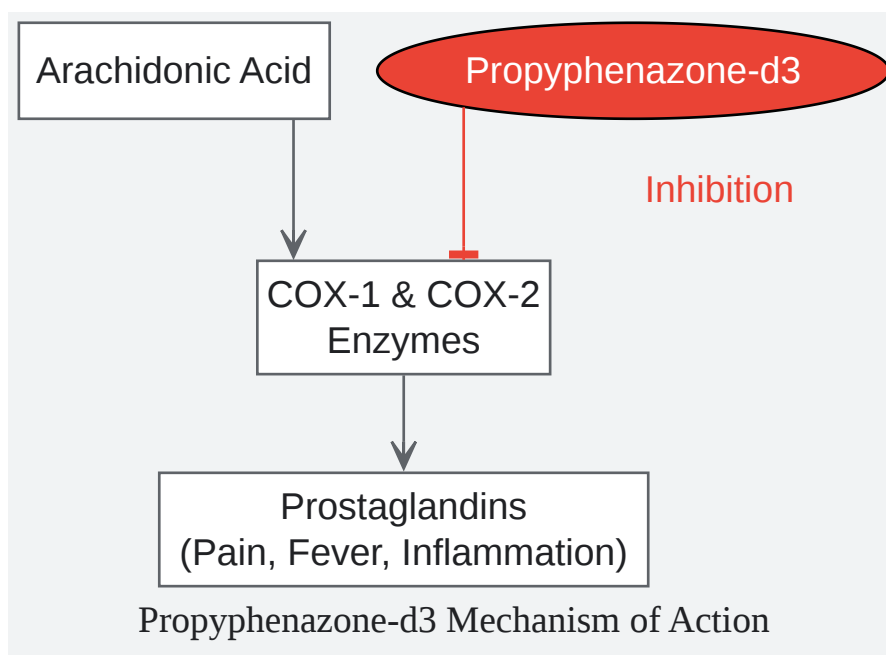 Arachidonic Acid
Propyphenazone-d3
Inhibition
COX-1 & COX-2
Enzymes
Prostaglandins
(Pain, Fever, Inflammation)
Propyphenazone-d3 Mechanism of Action